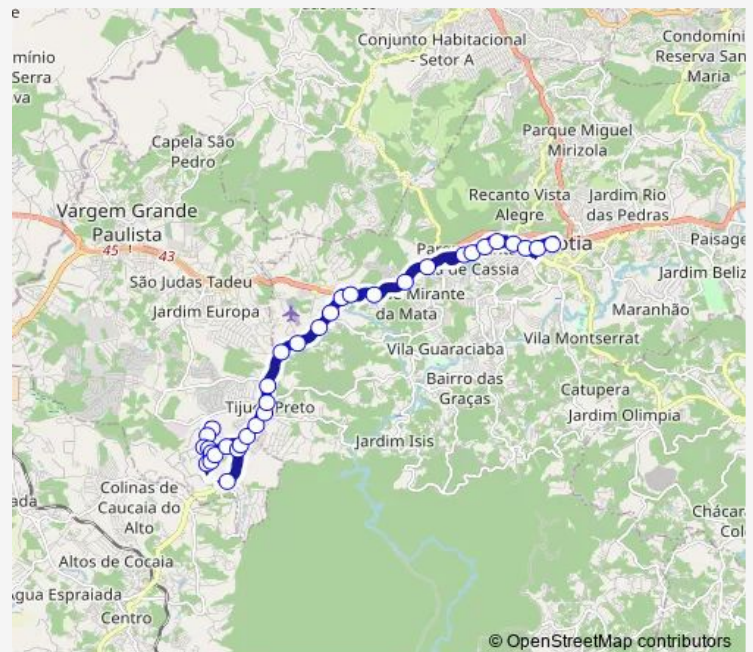 e
Conjunto Habitacional
- Setor A
Condomíni
Reserva San
Maria
mínio
Serra
va
Parque Miguel
Mirizola
Capela São
Pedro
Recanto Vista
Alegre
Jardim Rio
das Pedras
Vargem Grande
Paulista
45
43
otia
Paisage
de Cassia
São Judas Tadeu
Jardim Beliz
Mirante
da Mata
Jardim Europa
Maranhão
Vila Guaraciaba
Vila Montserrat
Bairro das
Graças
Catupera
Tijuco Preto
Jardim Olimpia
Jardim Isis
Colinas de
Caucaia do
Alto
ada
Chácar
Col
Altos de Cocaia
gua Espraiada
Centro
© OpenStreetMap contributors